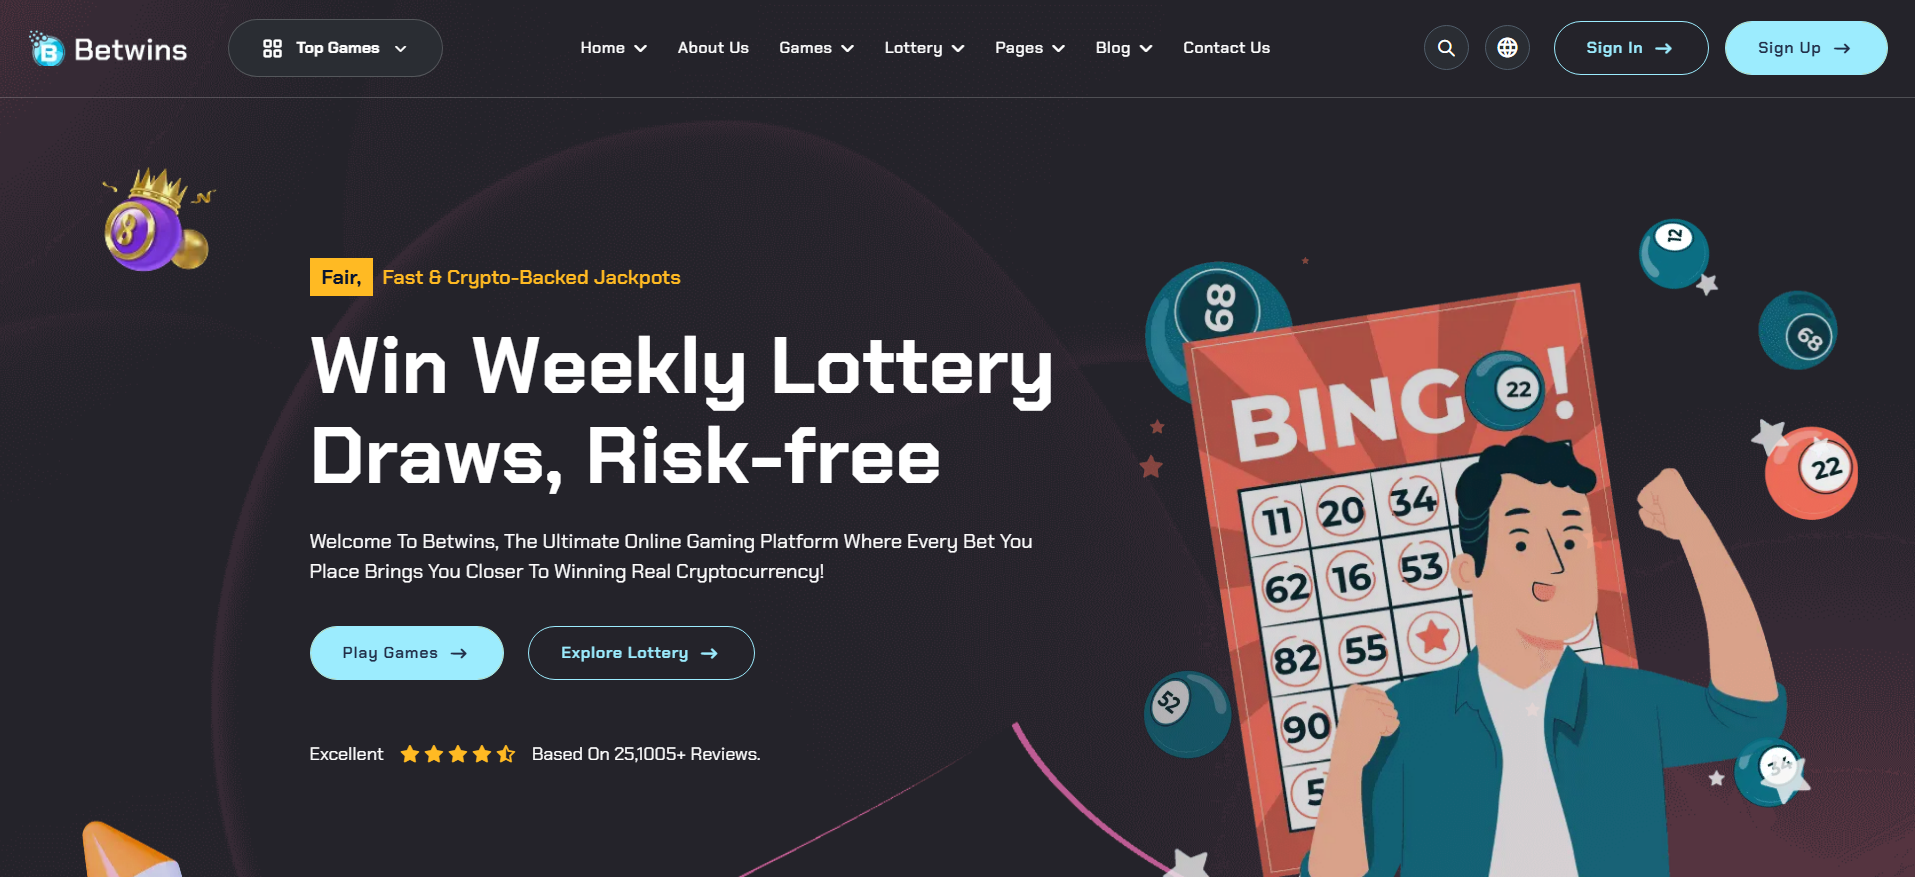 Betwins
Top Games
Home
About Us
Games
Lottery
Pages
Blog
Contact Us
Sign In
Sign Up
8
Fair, Fast & Crypto-Backed Jackpots
Win Weekly Lottery
Draws, Risk-free
Welcome To Betwins, The Ultimate Online Gaming Platform Where Every Bet You
Place Brings You Closer To Winning Real Cryptocurrency!
Play Games
Explore Lottery
Excellent
Based On 25,1005+ Reviews.
68
12
68
BINGO!
22
22
11 20 34
62 16 53
82 55
90
5
52
34